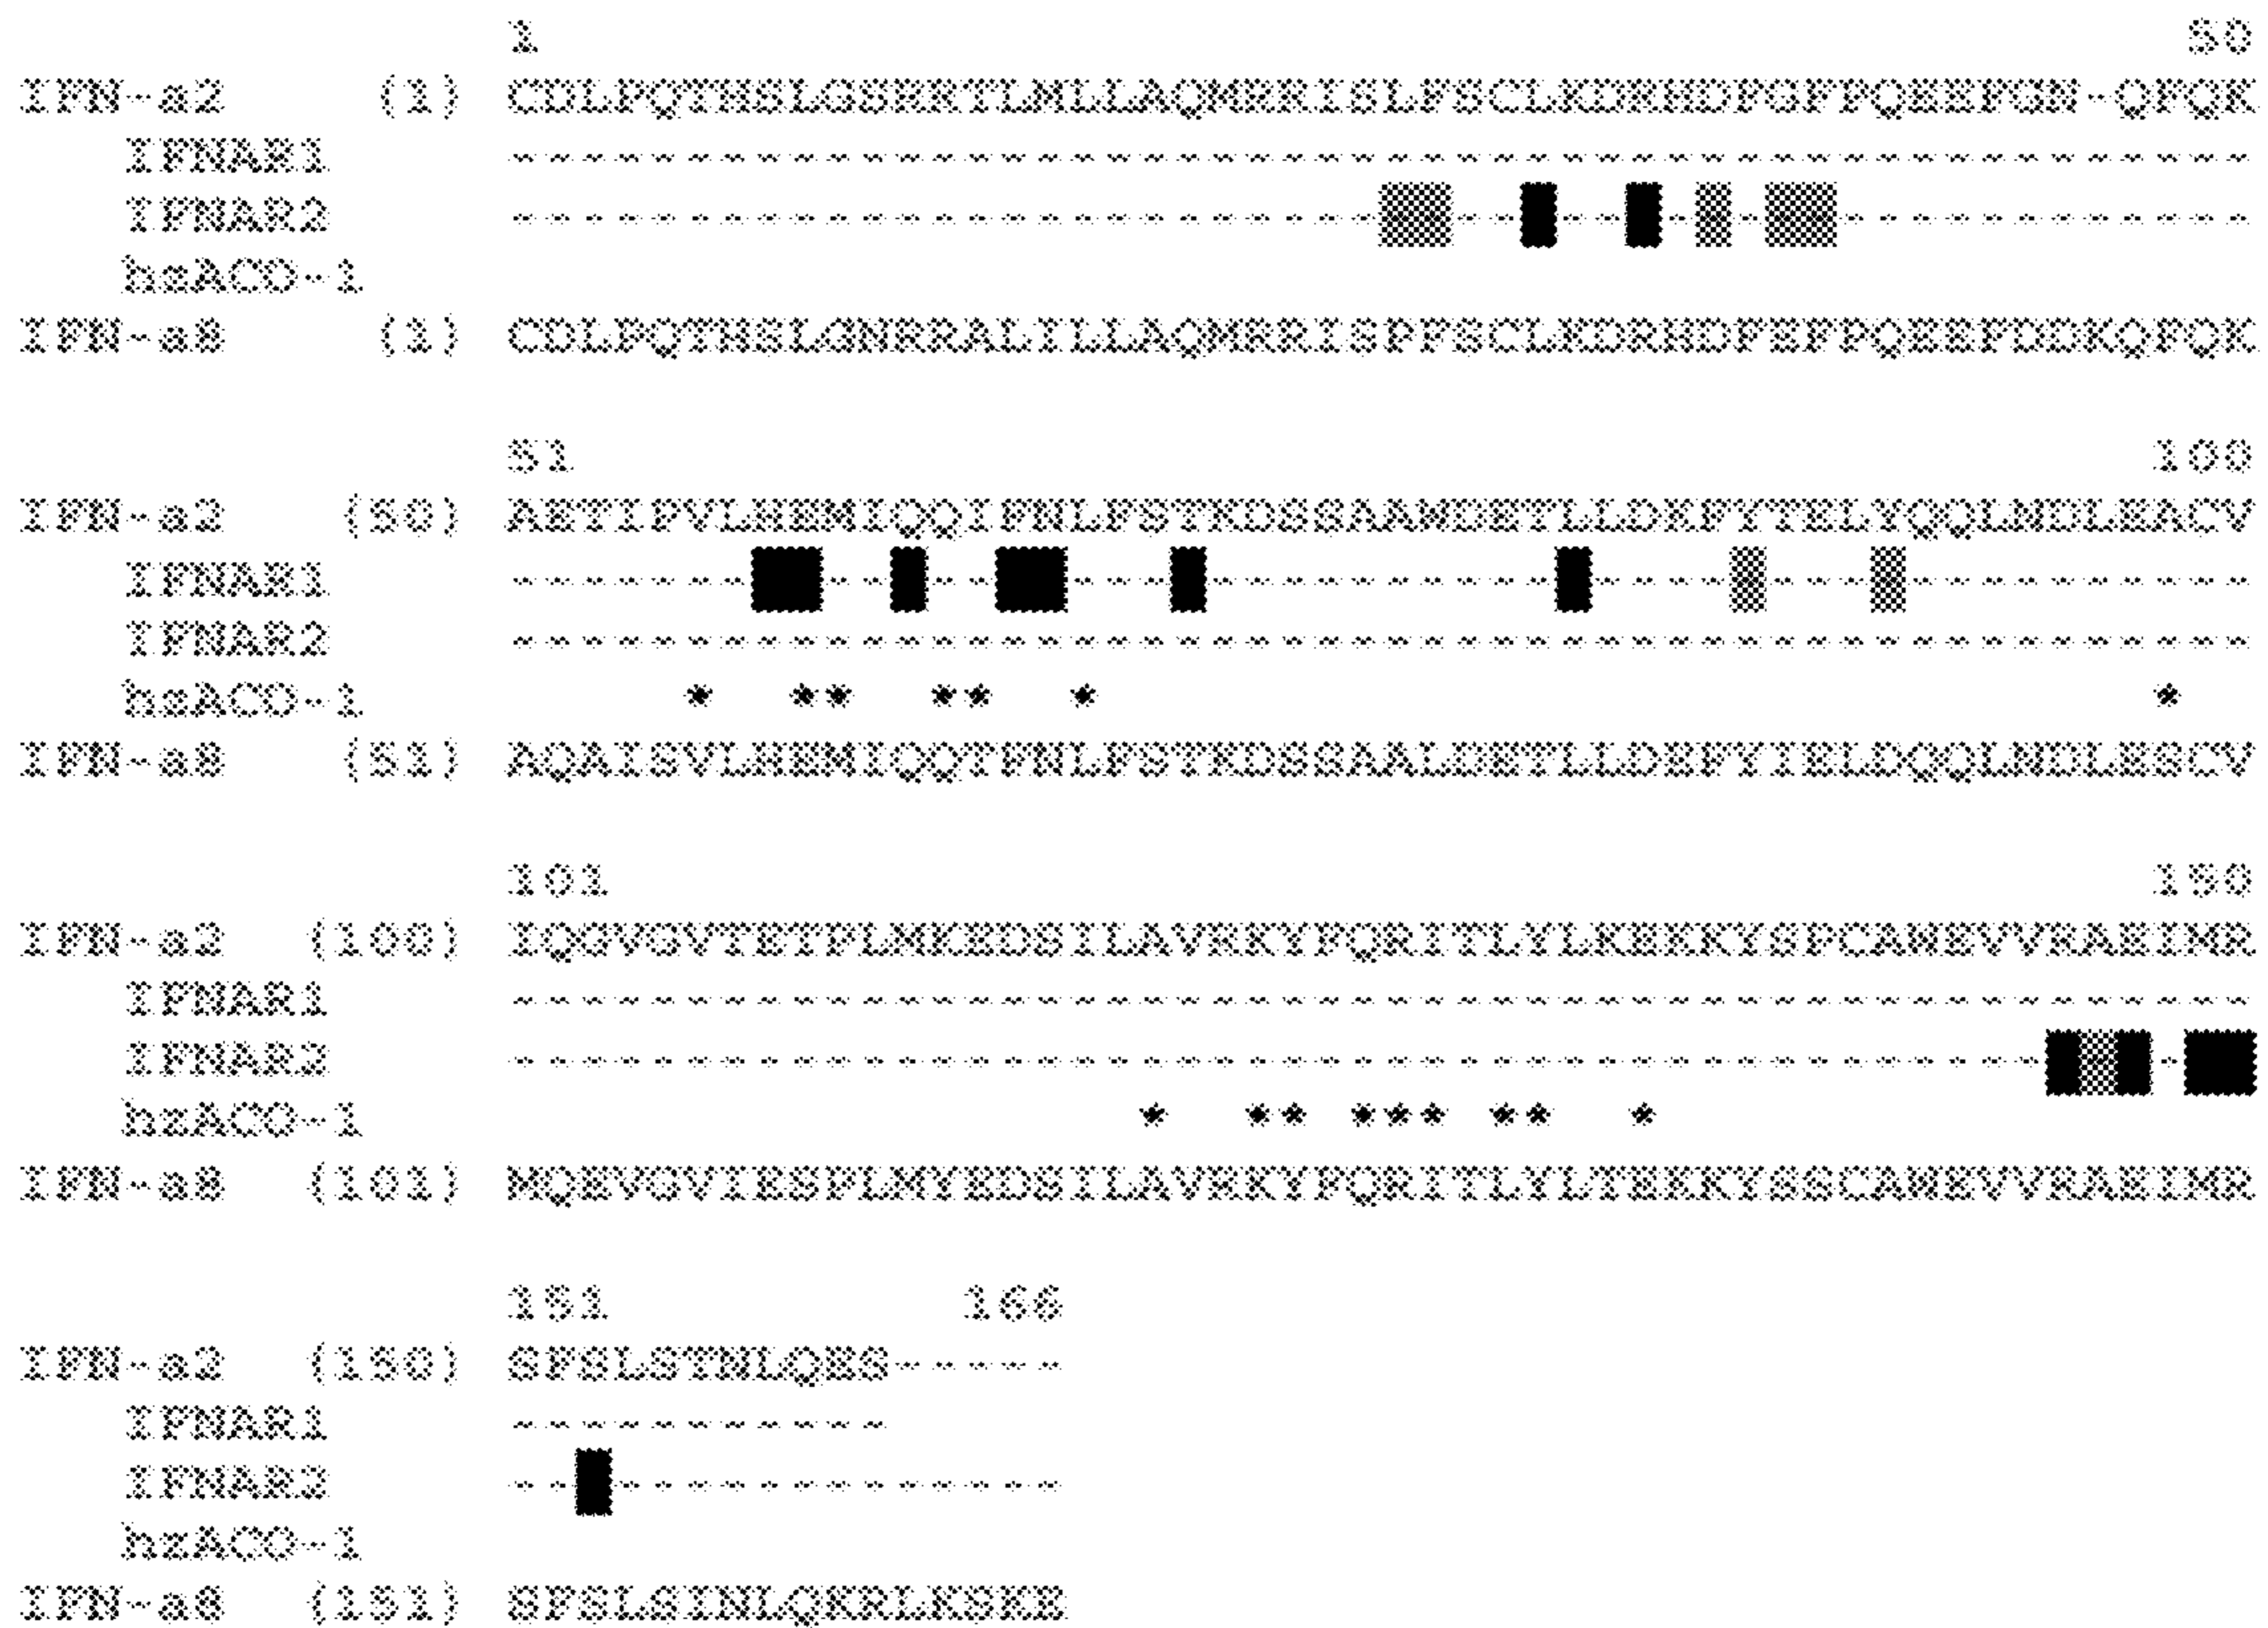 1 50
IFN-a2 (1) CDLPQTHSLGSRRTLMLLAQMRRISLFSCLKDRHDFGFPQEEFGN-QFQK
IFNAR1 --------------------------------------------------
IFNAR2 ------------------------- -- -- - - ------------
hzACO-1
IFN-a8 (1) CDLPQTHSLGNRRALILLAQMRRISPFSCLKDRHDFEFPQEEFDDKQFQK
51 100
IFN-a2 (50) AETIPVLHEMIQQIFNLFSTKDSSAAWDETLLDKFYTELYQQLNDLEACV
IFNAR1 ------- -- -- --- ---------- ---- --- ----------
IFNAR2 --------------------------------------------------
hzACO-1 * ** ** * *
IFN-a8 (51) AQAISVLHEMIQQTFNLFSTKDSSAALDETLLDEFYIELDQQLNDLESCV
101 150
IFN-a2 (100) IQGVGVTETPLMKEDSILAVRKYFQRITLYLKEKKYSPCAWEVVRAEIMR
IFNAR1 --------------------------------------------------
IFNAR2 -------------------------------------------- -
hzACO-1 * ** *** ** *
IFN-a8 (101) MQEVGVIESPLMYEDSILAVRKYFQRITLYLTEKKYSSCAWEVVRAEIMR
151 166
IFN-a2 (150) SFSLSTNLQES-----
IFNAR1 -----------
IFNAR2 -- -------------
hzACO-1
IFN-a8 (151) SFSLSINLQKRLKSKE